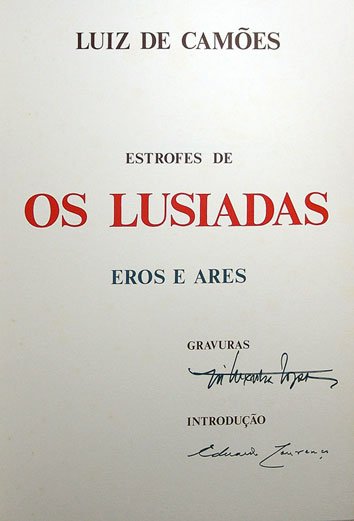 LUIZ DE CAMÕES
ESTROFES DE
OS LUSIADAS
EROS E ARES
GRAVURAS
INTRODUÇÃO
Eduardo Lourenço